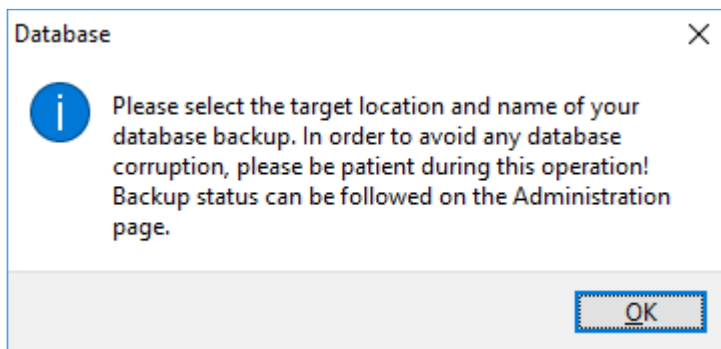 Database
Please select the target location and name of your
database backup. In order to avoid any database
corruption, please be patient during this operation!
Backup status can be followed on the Administration
page.
OK